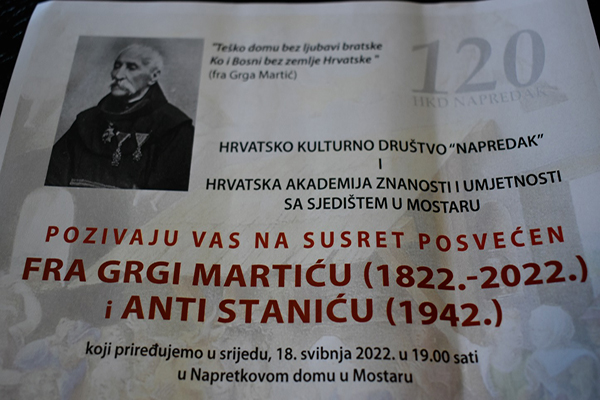 "Teško domu bez ljubavi bratske
Ko i Bosni bez zemlje Hrvatske"
(fra Grga Martić)
120
HKD NAPREDAK
HRVATSKO KULTURNO DRUŠTVO "NAPREDAK"
I
HRVATSKA AKADEMIJA ZNANOSTI I UMJETNOSTI
SA SJEDIŠTEM U MOSTARU
POZIVAJU VAS NA SUSRET POSVEĆEN
FRA GRGI MARTIĆU (1822.-2022.)
i ANTI STANIĆU (1942.)
koji priređujemo u srijedu, 18. svibnja 2022. u 19.00 sati
u Napretkovom domu u Mostaru